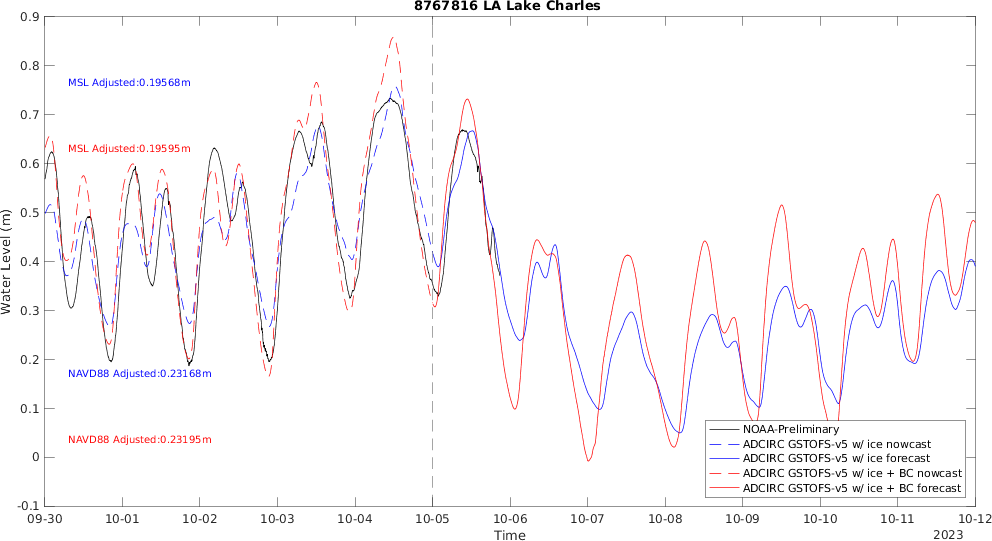 8767816 LA Lake Charles
0.9
0.8
0.7
0.6
0.5
0.4
0.3
0.2
0.1
0
-0.1
Water Level (m)
MSL Adjusted:0.19568m
MSL Adjusted:0.19595m
NAVD88 Adjusted:0.23168m
NAVD88 Adjusted:0.23195m
NOAA-Preliminary
ADCIRC GSTOFS-v5 w/ ice nowcast
ADCIRC GSTOFS-v5 w/ ice forecast
ADCIRC GSTOFS-v5 w/ ice + BC nowcast
ADCIRC GSTOFS-v5 w/ ice + BC forecast
09-30 10-01 10-02 10-03 10-04 10-05 10-06 10-07 10-08 10-09 10-10 10-11 10-12
Time
2023